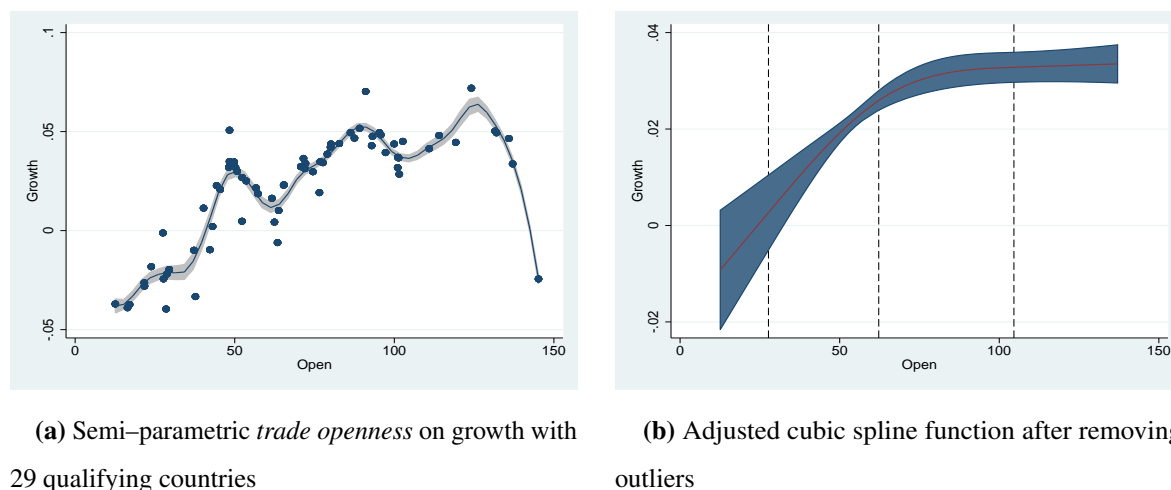 .1
.05
0
-.05
Growth
0 50 100 150
Open
.04
.02
0
-.02
Growth
0 50 100 150
Open
(a) Semi–parametric trade openness on growth with
29 qualifying countries
(b) Adjusted cubic spline function after removing
outliers